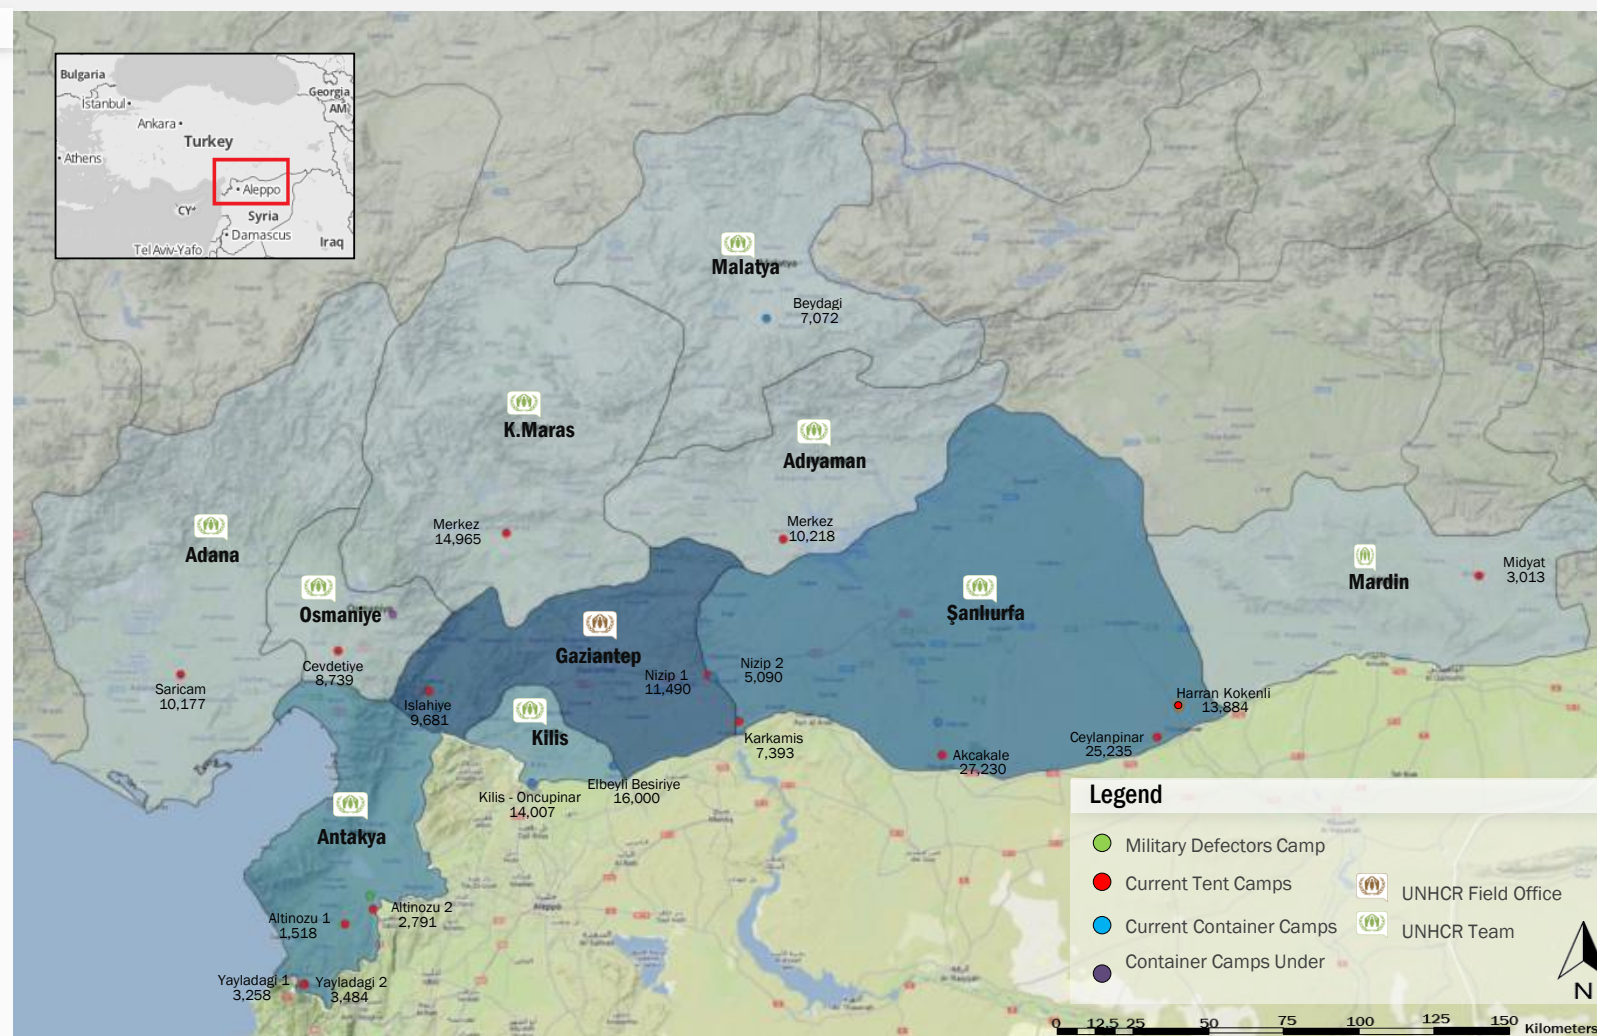 Bulgaria
Georgia
Istanbul
AM
Ankara
Turkey
Athens
Aleppo
CY
Syria
Damascus
Tel Aviv-Yafo
Iraq
Malatya
Beydagi
7,072
K.Maras
Adıyaman
Merkez
14,965
Merkez
10,218
Adana
Osmaniye
Osmaniye
Mardin
Midyat
3,013
Şanlıurfa
Gaziantep
Cevdetiye
8,739
Saricam
10,177
Islahiye
9,681
Nizip 1
11,490
Nizip 2
5,090
Harran Kokenli
13,884
Kilis
Karkamis
7,393
Ceylanpinar
25,235
Akcakale
27,230
Kilis - Oncupinar
14,007
Elbeyli Besiriye
16,000
Antakya
Altinozu 1
1,518
Altinozu 2
2,791
Yayladagi 1
3,258
Yayladagi 2
3,484
Aleppo
Legend
Military Defectors Camp
Current Tent Camps
Current Container Camps
Container Camps Under
UNHCR Field Office
UNHCR Team
N
0 12.5 25 50 75 100 125 150 Kilometers